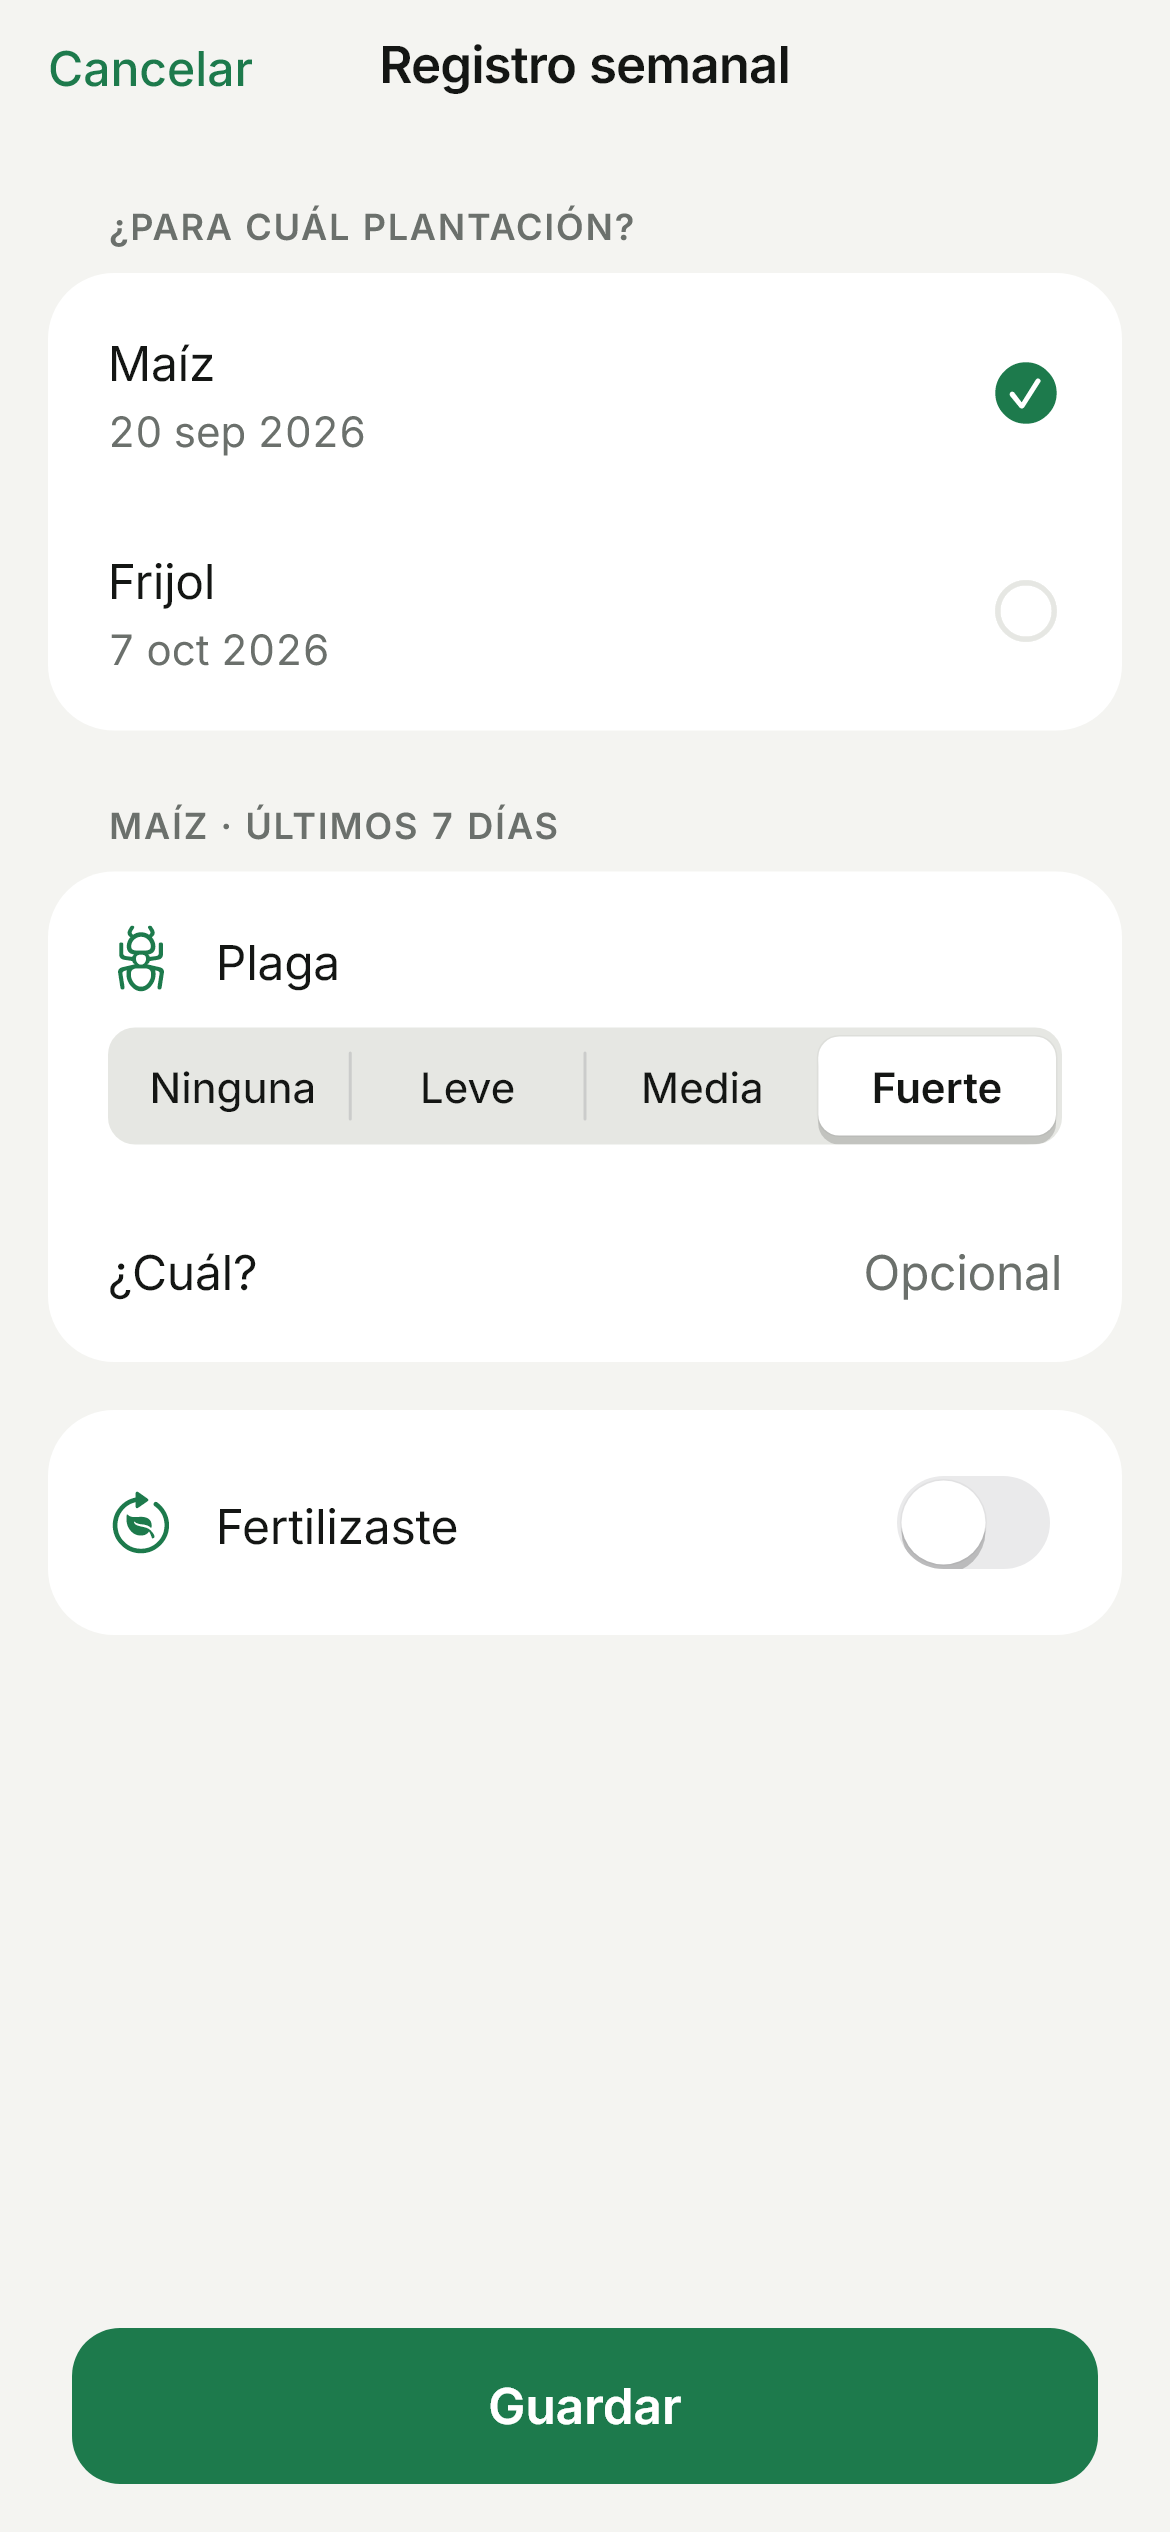 Cancelar
Registro semanal
¿PARA CUÁL PLANTACIÓN?
Maíz
20 sep 2026
Frijol
7 oct 2026
MAÍZ · ÚLTIMOS 7 DÍAS
Plaga
Ninguna
Leve
Media
Fuerte
¿Cuál?
Opcional
Fertilizaste
Guardar